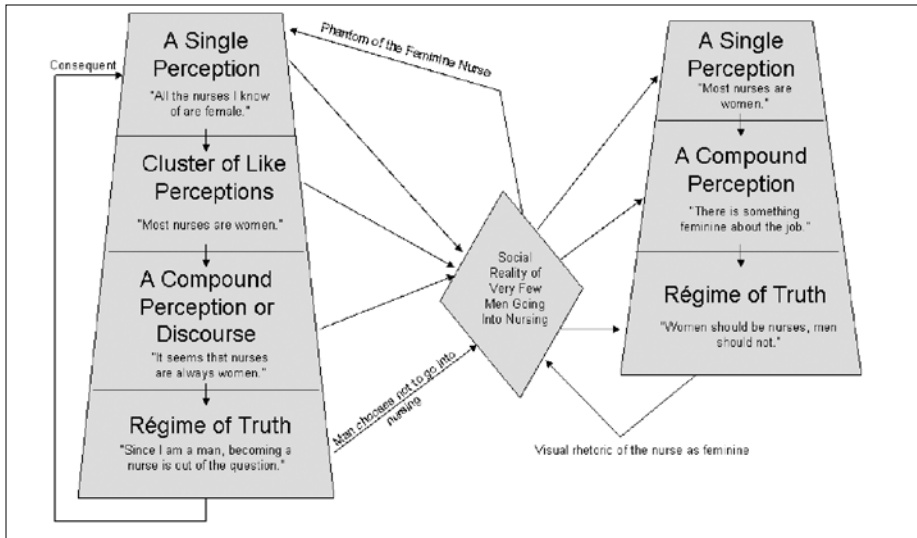 Phantom of the Feminine Nurse
Consequent
A Single
Perception
"All the nurses I know
of are female."
Cluster of Like
Perceptions
"Most nurses are women."
A Compound
Perception or
Discourse
"It seems that nurses
are always women."
Régime of Truth
"Since I am a man, becoming a
nurse is out of the question."
Man chooses not to go into
nursing
Social
Reality of
Very Few
Men Going
Into Nursing
A Single
Perception
"Most nurses are
women."
A Compound
Perception
"There is something
feminine about the job."
Régime of Truth
"Women should be nurses, men
should not."
Visual rhetoric of the nurse as feminine